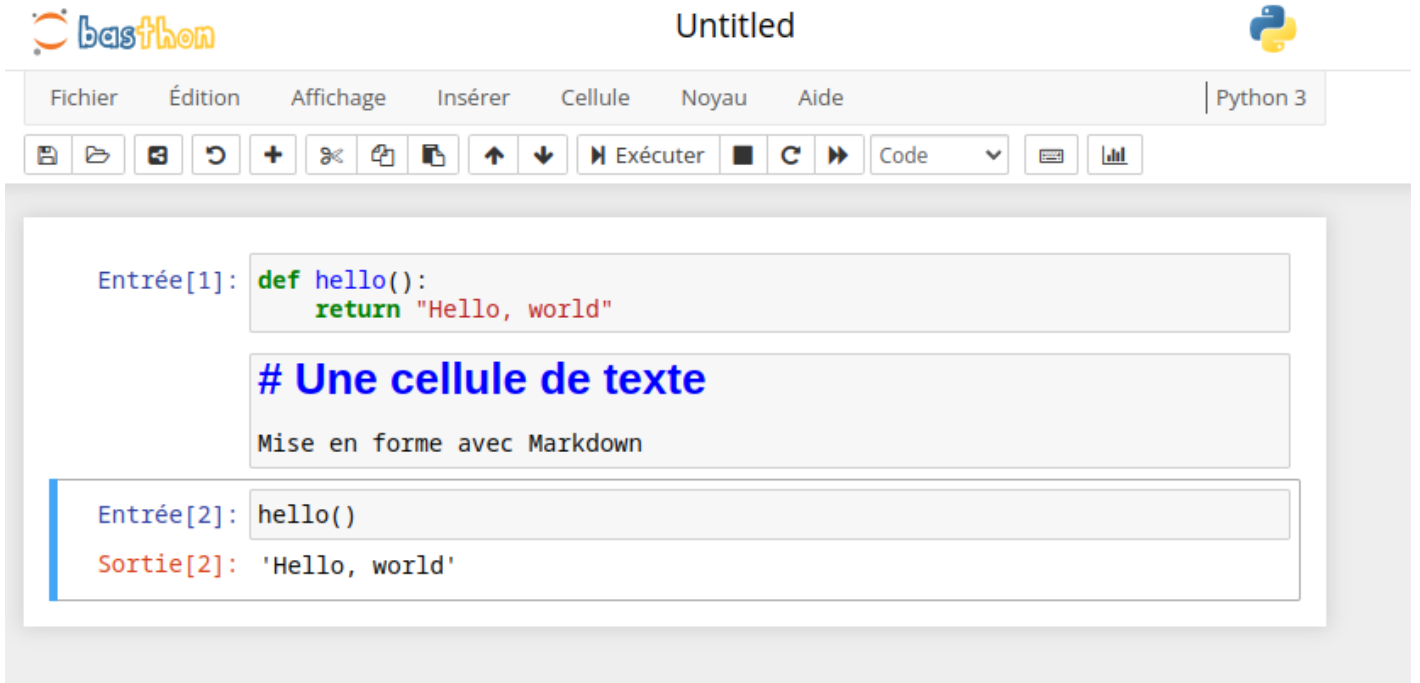 basthon
Untitled
Fichier Édition Affichage Insérer Cellule Noyau Aide Python 3
Exécuter Code
Entrée[1]: def hello():
return "Hello, world"
# Une cellule de texte
Mise en forme avec Markdown
Entrée[2]: hello()
Sortie[2]: 'Hello, world'